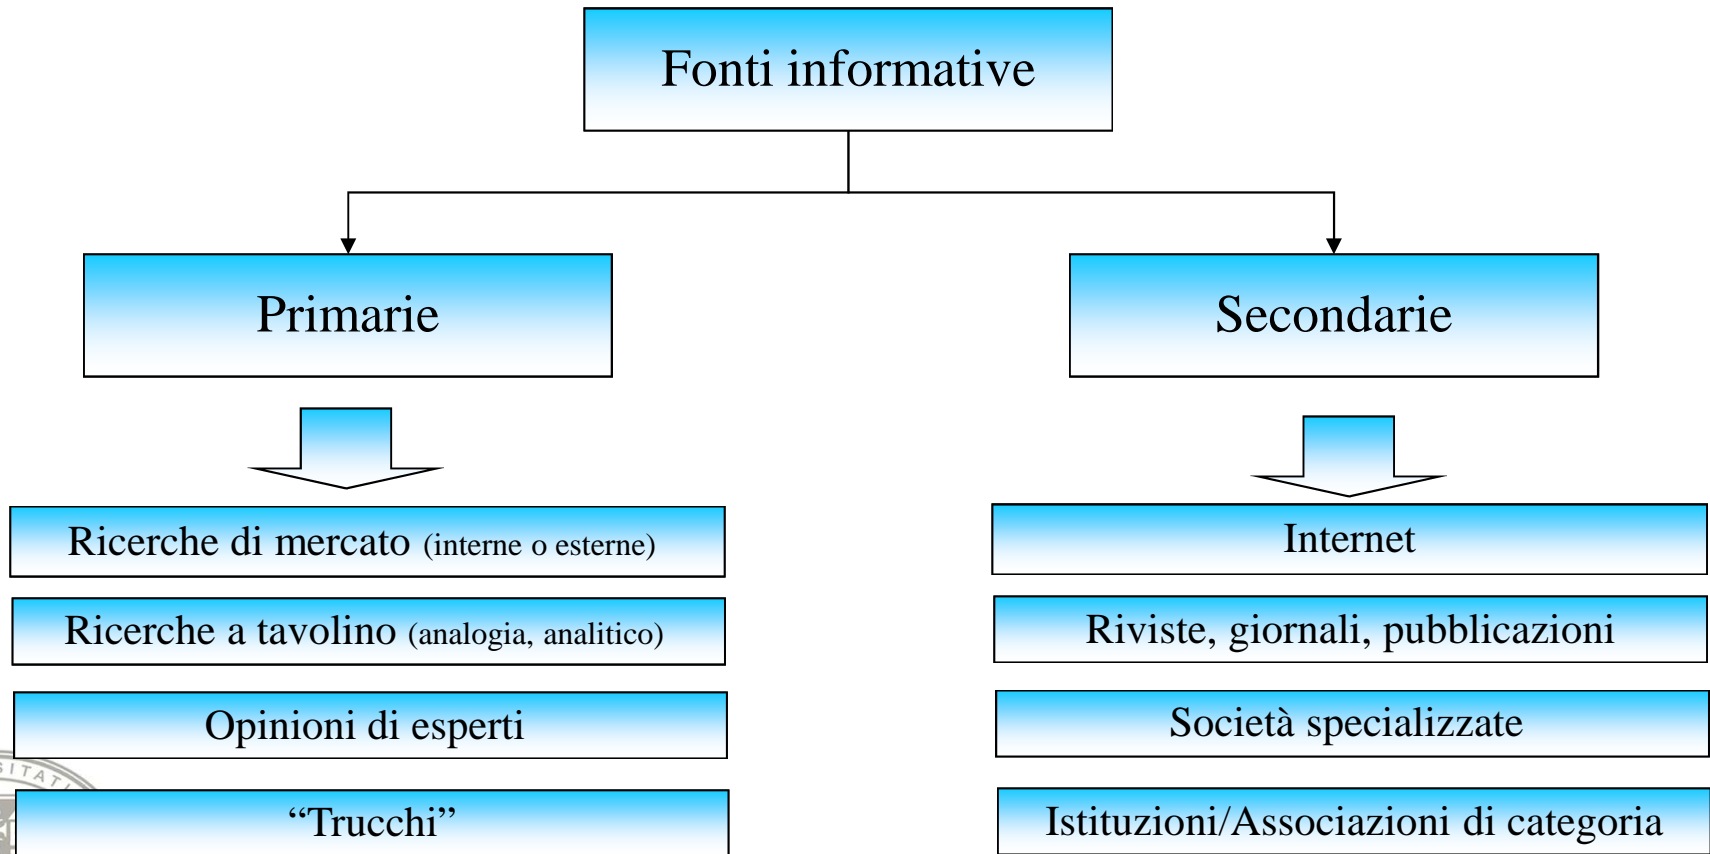 Fonti informative
Primarie
Secondarie
Ricerche di mercato (interne o esterne)
Ricerche a tavolino (analogia, analitico)
Opinioni di esperti
“Trucchi”
Internet
Riviste, giornali, pubblicazioni
Società specializzate
Istituzioni/Associazioni di categoria